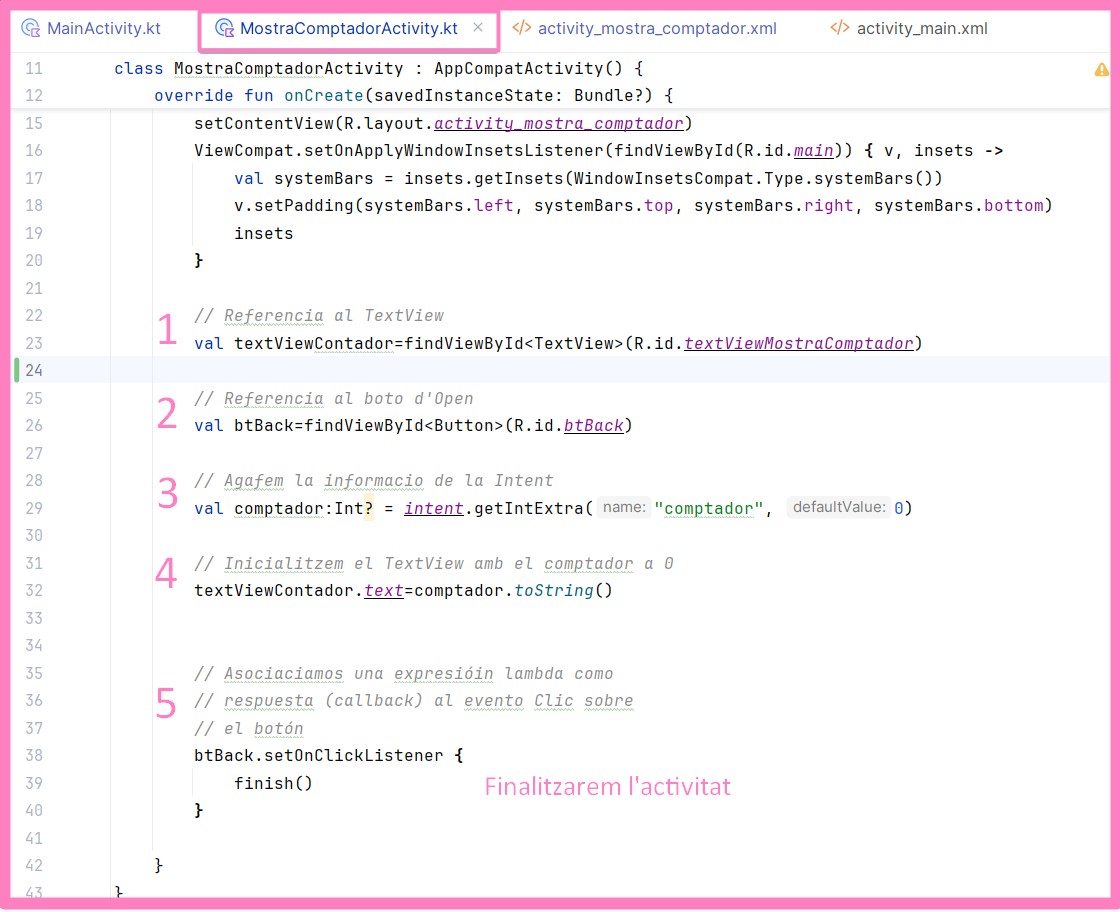 MainActivity.kt MostraComptadorActivity.kt activity_mostra_comptador.xml activity_main.xml
11 class MostraComptadorActivity : AppCompatActivity() {
12 override fun onCreate(savedInstanceState: Bundle?) {
15 setContentView(R.layout.activity_mostra_comptador)
16 ViewCompat.setOnApplyWindowInsetsListener(findViewById(R.id.main)) { v, insets ->
17 val systemBars = insets.getInsets(WindowInsetsCompat.Type.systemBars())
18 v.setPadding(systemBars.left, systemBars.top, systemBars.right, systemBars.bottom)
19 insets
20 }
21
22 // Referencia al TextView
1
23 val textViewContador=findViewById<TextView>(R.id.textViewMostraComptador)
24
25 // Referencia al boto d'Open
2
26 val btBack=findViewById<Button>(R.id.btBack)
27
28 // Agafem la informacio de la Intent
3
29 val comptador:Int? = intent.getIntExtra( name: "comptador", defaultValue: 0)
30
31 // Inicialitzem el TextView amb el comptador a 0
4
32 textViewContador.text=comptador.toString()
33
34
35 // Asociaciamos una expresióin lambda como
36 // respuesta (callback) al evento Clic sobre
5
37 // el botón
38 btBack.setOnClickListener {
39 finish() Finalitzarem l'activitat
40 }
41
42 }
43 }